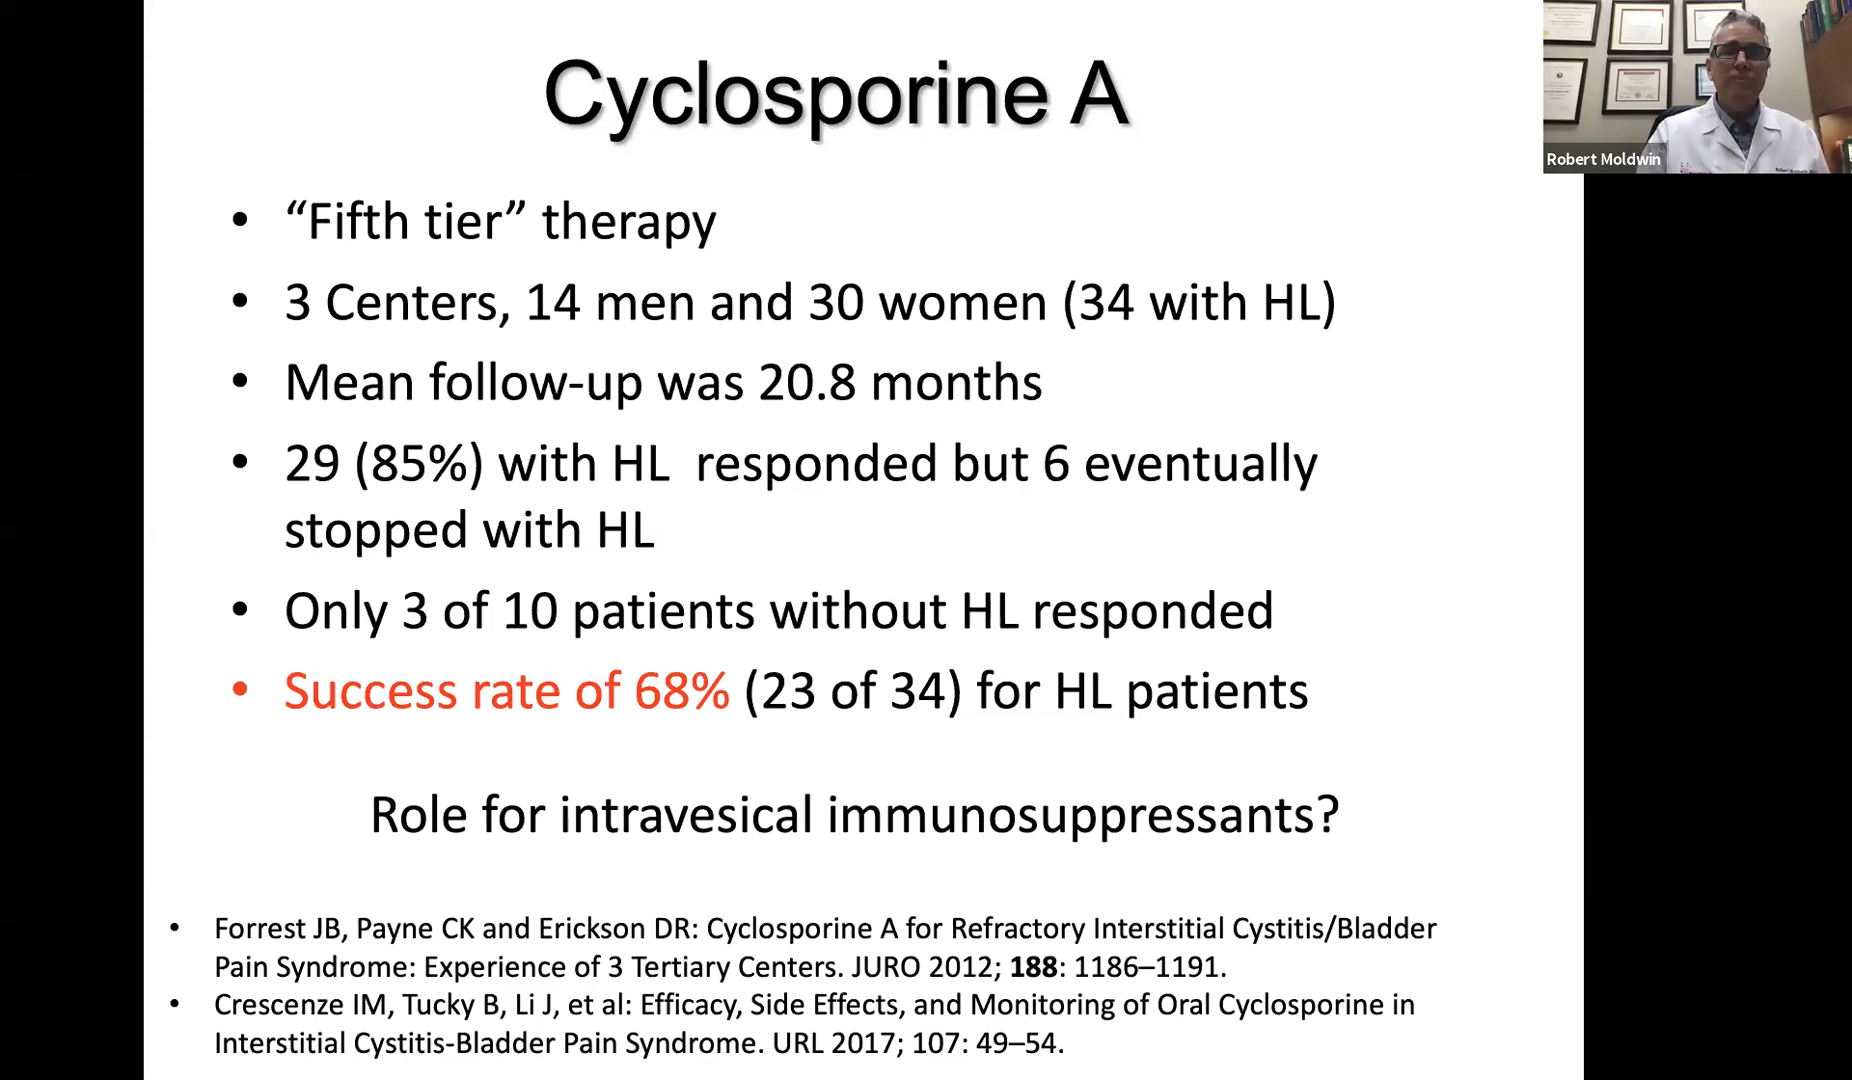 Cyclosporine A
Robert Moldwin
• “Fifth tier” therapy
• 3 Centers, 14 men and 30 women (34 with HL)
• Mean follow-up was 20.8 months
• 29 (85%) with HL responded but 6 eventually
stopped with HL
• Only 3 of 10 patients without HL responded
• Success rate of 68% (23 of 34) for HL patients
Role for intravesical immunosuppressants?
• Forrest JB, Payne CK and Erickson DR: Cyclosporine A for Refractory Interstitial Cystitis/Bladder
Pain Syndrome: Experience of 3 Tertiary Centers. JURO 2012; 188: 1186–1191.
• Crescenze IM, Tucky B, Li J, et al: Efficacy, Side Effects, and Monitoring of Oral Cyclosporine in
Interstitial Cystitis-Bladder Pain Syndrome. URL 2017; 107: 49–54.